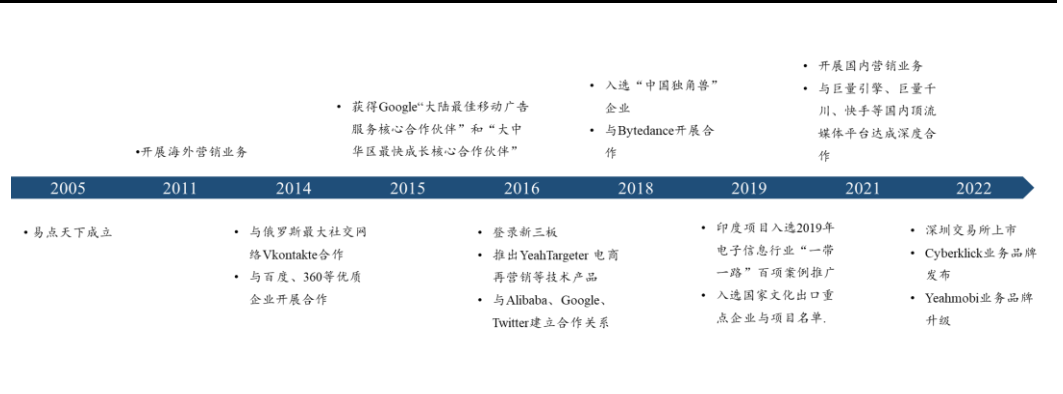 • 开展国内营销业务
• 与巨量引擎、巨量千
川、快手等国内顶流
媒体平台达成深度合
作
• 入选“中国独角兽”
企业
• 与Bytedance开展合
作
• 获得Google“大陆最佳移动广告
服务核心合作伙伴”和“大中
华区最快成长核心合作伙伴”
•开展海外营销业务
2005 2011 2014 2015 2016 2018 2019 2021 2022
• 易点天下成立
• 与俄罗斯最大社交网
络Vkontakte合作
• 与百度、360等优质
企业开展合作
• 登录新三板
• 推出YeahTargeter 电商
再营销等技术产品
• 与Alibaba、Google、
Twitter建立合作关系
• 印度项目入选2019年
电子信息行业“一带
一路”百项案例推广
• 入选国家文化出口重
点企业与项目名单.
• 深圳交易所上市
• Cyberklick业务品牌
发布
• Yeahmobi业务品牌
升级